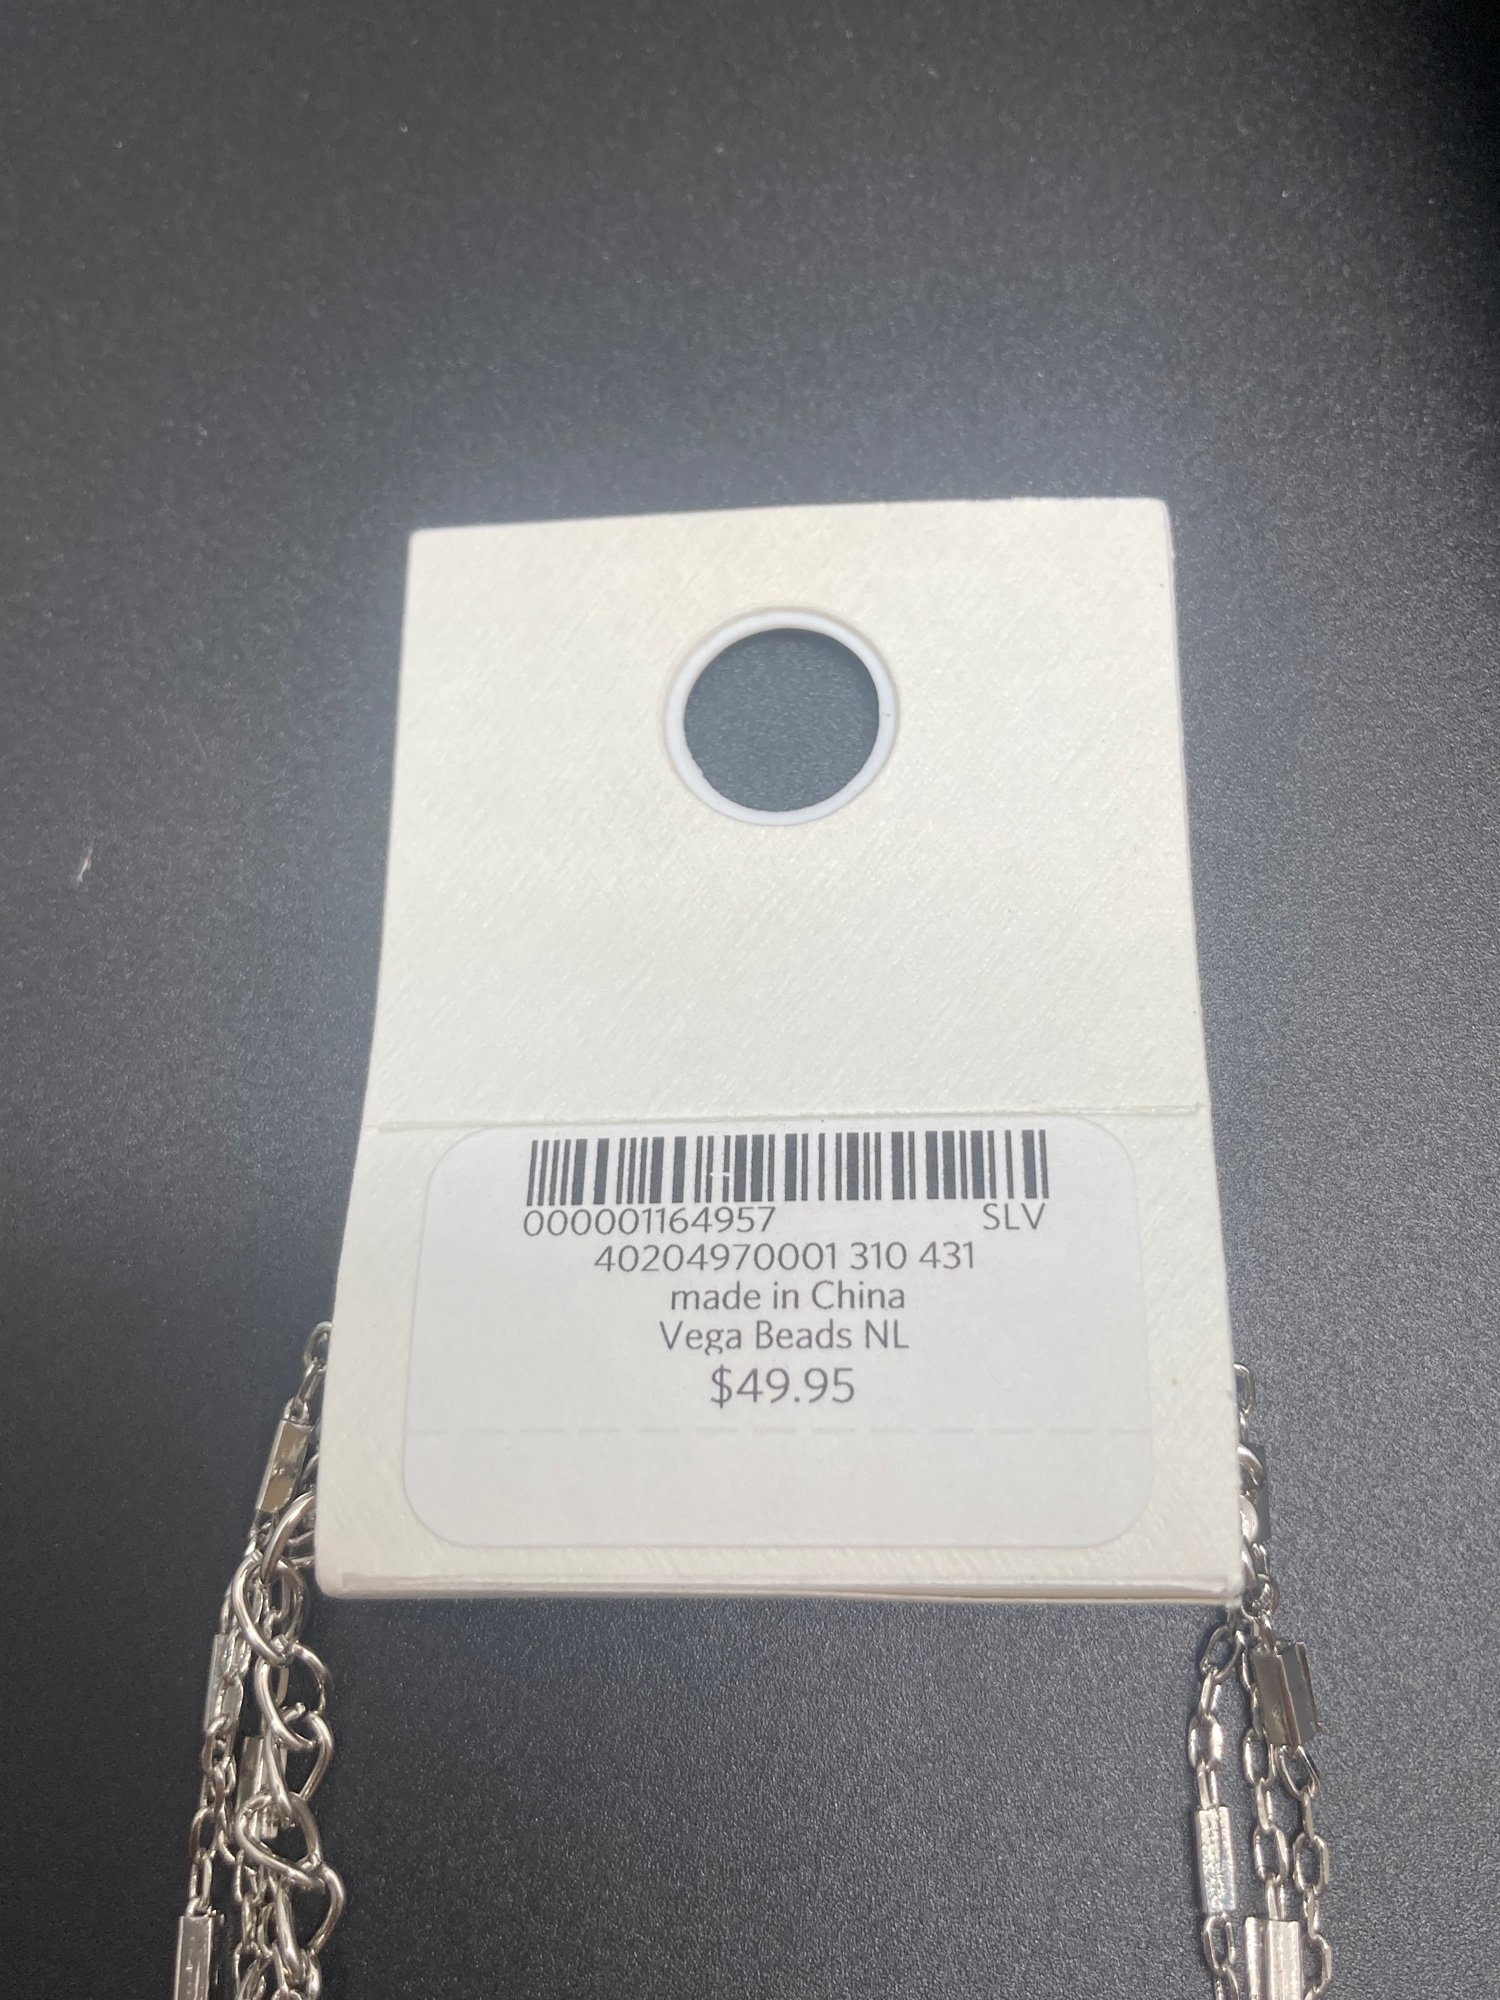 000001164957 SLV
40204970001 310 431
made in China
Vega Beads NL
$49.95